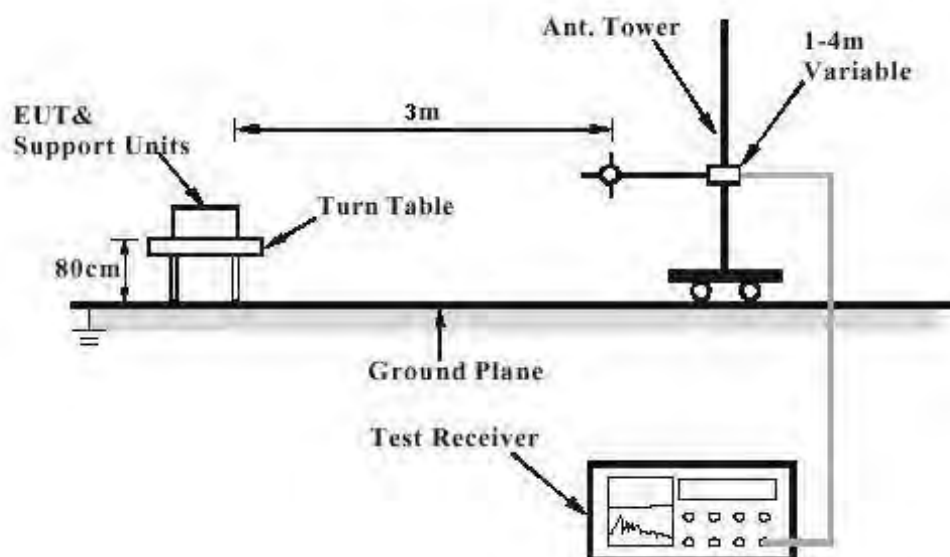 Ant. Tower
1-4m
Variable
3m
EUT&
Support Units
Turn Table
80cm
Ground Plane
Test Receiver